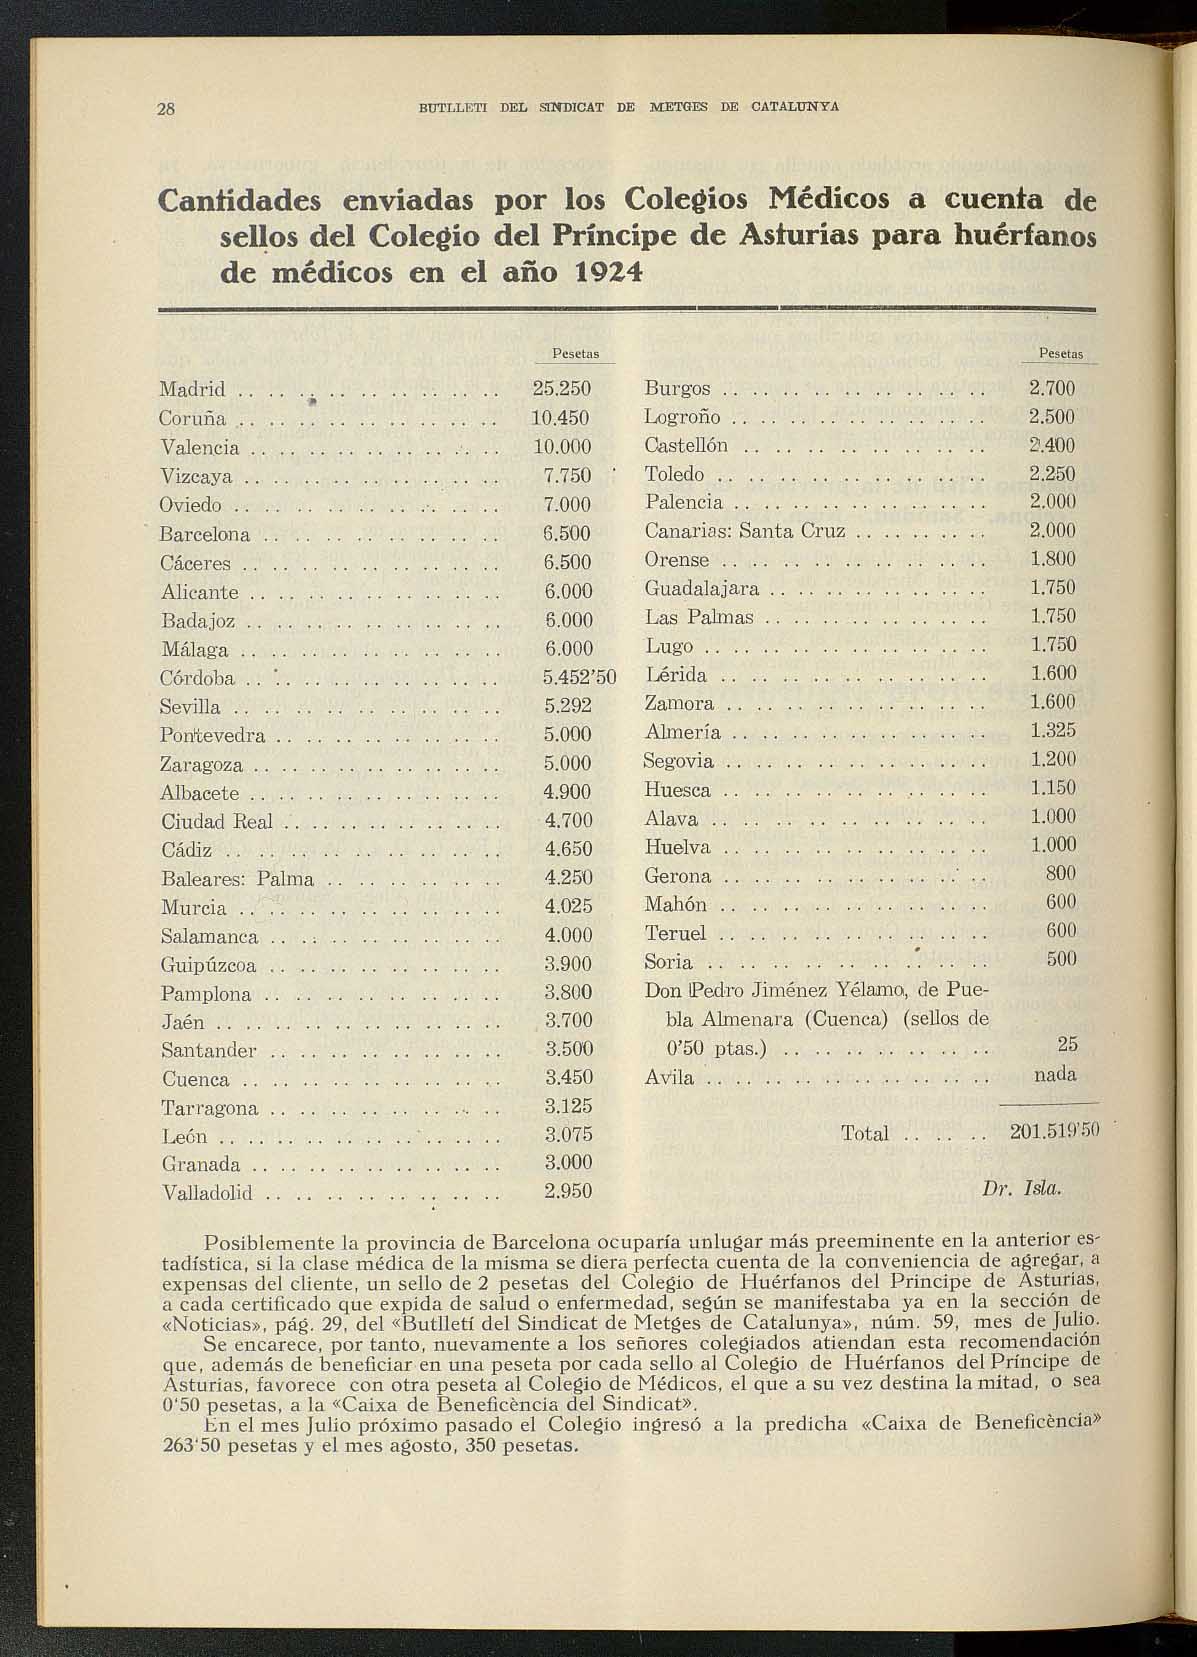 28
BUTLLETI DEL SINDICAT DE METGES DE CATALUNYA
Cantidades enviadas por los Colegios Médicos a cuenta de
sellos del Colegio del Príncipe de Asturias para huérfanos
de médicos en el año 1924
Pesetas
Madrid . . . . . . . . . . . . . . . . 25.250
Coruña . . . . . . . . . . . . . . . . 10.450
Valencia . . . . . . . . . . . . . . . . 10.000
Vizcaya . . . . . . . . . . . . . . . . 7.750
Oviedo . . . . . . . . . . . . . . . . 7.000
Barcelona . . . . . . . . . . . . . . . . 6.500
Cáceres . . . . . . . . . . . . . . . . 6.500
Alicante . . . . . . . . . . . . . . . . 6.000
Badajoz . . . . . . . . . . . . . . . . 6.000
Málaga . . . . . . . . . . . . . . . . 6.000
Córdoba . . . . . . . . . . . . . . . . 5.452'50
Sevilla . . . . . . . . . . . . . . . . 5.292
Pontevedra . . . . . . . . . . . . . . . . 5.000
Zaragoza . . . . . . . . . . . . . . . . 5.000
Albacete . . . . . . . . . . . . . . . . 4.900
Ciudad Real . . . . . . . . . . . . . . 4.700
Cádiz . . . . . . . . . . . . . . . . 4.650
Baleares: Palma . . . . . . . . . . . . 4.250
Murcia . . . . . . . . . . . . . . . . 4.025
Salamanca . . . . . . . . . . . . . . . . 4.000
Guipúzcoa . . . . . . . . . . . . . . . . 3.900
Pamplona . . . . . . . . . . . . . . . . 3.800
Jaén . . . . . . . . . . . . . . . . 3.700
Santander . . . . . . . . . . . . . . . . 3.500
Cuenca . . . . . . . . . . . . . . . . 3.450
Tarragona . . . . . . . . . . . . . . . . 3.125
León . . . . . . . . . . . . . . . . 3.075
Granada . . . . . . . . . . . . . . . . 3.000
Valladolid . . . . . . . . . . . . . . . . 2.950
Pesetas
Burgos . . . . . . . . . . . . . . . . 2.700
Logroño . . . . . . . . . . . . . . . . 2.500
Castellón . . . . . . . . . . . . . . . . 2.400
Toledo . . . . . . . . . . . . . . . . 2.250
Palencia . . . . . . . . . . . . . . . . 2.000
Canarias: Santa Cruz . . . . . . . . . 2.000
Orense . . . . . . . . . . . . . . . . 1.800
Guadalajara . . . . . . . . . . . . . . 1.750
Las Palmas . . . . . . . . . . . . . . 1.750
Lugo . . . . . . . . . . . . . . . . 1.750
Lérida . . . . . . . . . . . . . . . . 1.600
Zamora . . . . . . . . . . . . . . . . 1.600
Almería . . . . . . . . . . . . . . . . 1.325
Segovia . . . . . . . . . . . . . . . . 1.200
Huesca . . . . . . . . . . . . . . . . 1.150
Alava . . . . . . . . . . . . . . . . 1.000
Huelva . . . . . . . . . . . . . . . . 1.000
Gerona . . . . . . . . . . . . . . . . 800
Mahón . . . . . . . . . . . . . . . . 600
Teruel . . . . . . . . . . . . . . . . 600
Soria . . . . . . . . . . . . . . . . 500
Don Pedro Jiménez Yélamo, de Pue-
bla Almenara (Cuenca) (sellos de
0'50 ptas.) . . . . . . . . . . . . . 25
Avila . . . . . . . . . . . . . . . . nada
Total . . . . . . 201.519'50
Dr. Isla.
Posiblemente la provincia de Barcelona ocuparía unlugar más preeminente en la anterior es-
tadística, si la clase médica de la misma se diera perfecta cuenta de la conveniencia de agregar, a
expensas del cliente, un sello de 2 pesetas del Colegio de Huérfanos del Principe de Asturias,
a cada certificado que expida de salud o enfermedad, según se manifestaba ya en la sección de
«Noticias», pág. 29, del «Butlletí del Sindicat de Metges de Catalunya», núm. 59, mes de Julio.
Se encarece, por tanto, nuevamente a los señores colegiados atiendan esta recomendación
que, además de beneficiar en una peseta por cada sello al Colegio de Huérfanos del Príncipe de
Asturias, favorece con otra peseta al Colegio de Médicos, el que a su vez destina la mitad, o sea
0'50 pesetas, a la «Caixa de Beneficència del Sindicat».
En el mes Julio próximo pasado el Colegio ingresó a la predicha «Caixa de Beneficència»
263'50 pesetas y el mes agosto, 350 pesetas.